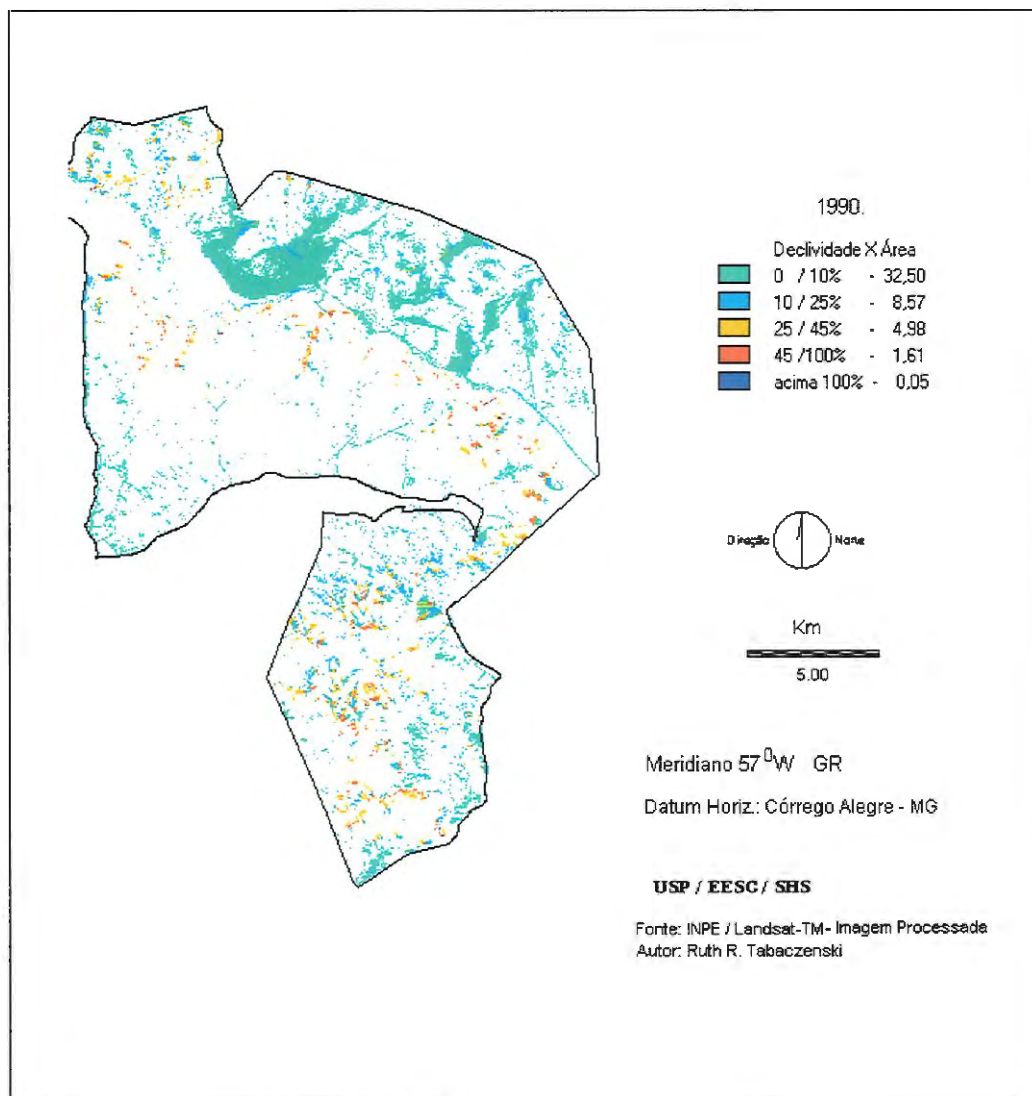 1990.
Declividade X Área
0 / 10% - 32,50
10 / 25% - 8,57
25 / 45% - 4,98
45 /100% - 1,61
acima 100% - 0,05
Direção Norte
Km
5.00
Meridiano 57 0W GR
Datum Horiz.: Córrego Alegre - MG
USP / EESC / SHS
Fonte: INPE / Landsat-TM- Imagem Processada
Autor: Ruth R. Tabaczenski